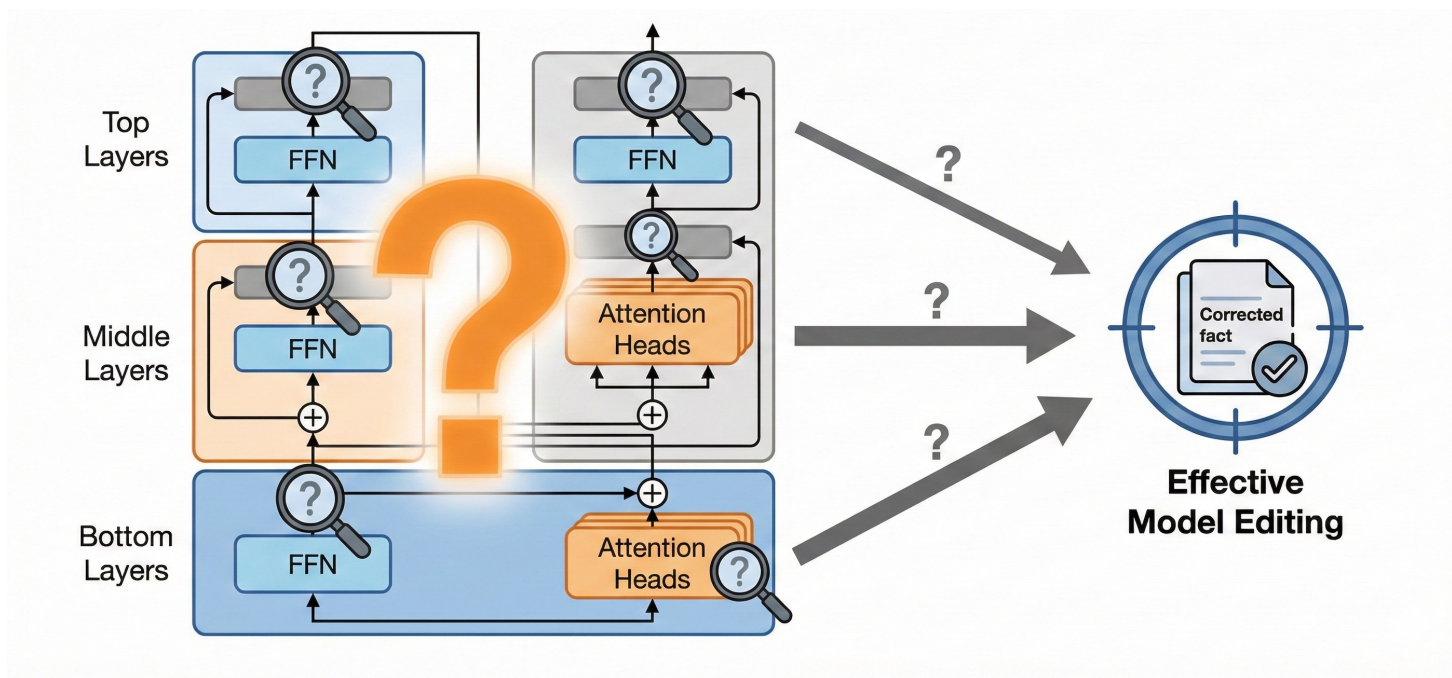 ?
?
Top
Layers
FFN
FFN
?
?
?
?
Middle
Layers
FFN
Attention
Heads
?
?
Corrected
fact
?
?
Bottom
Layers
FFN
Attention
Heads
?
Effective
Model Editing